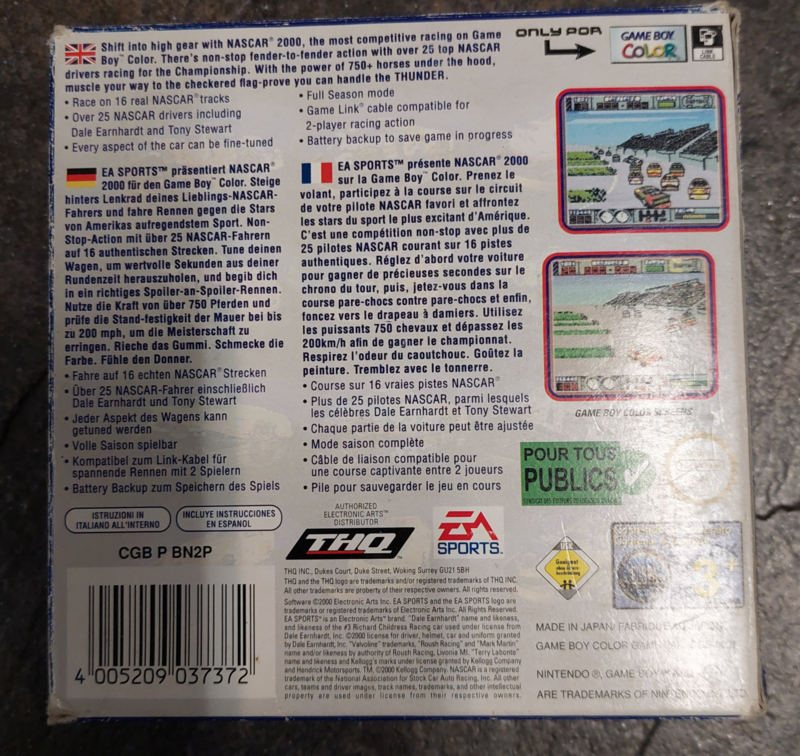 Shift into high gear with NASCAR® 2000, the most competitive racing on Game
Boy™ Color. There's non-stop fender-to-fender action with over 25 top NASCAR
drivers racing for the Championship. With the power of 750+ horses under the hood,
muscle your way to the checkered flag-prove you can handle the THUNDER.
• Race on 16 real NASCAR® tracks
• Over 25 NASCAR drivers including
Dale Earnhardt and Tony Stewart
• Every aspect of the car can be fine-tuned
• Full Season mode
• Game Link® cable compatible for
2-player racing action
• Battery backup to save game in progress
ONLY FOR
GAME BOY
COLOR
LINK
CABLE
EA SPORTS™ präsentiert NASCAR®
2000 für den Game Boy™ Color. Steige
hinters Lenkrad deines Lieblings-NASCAR-
Fahrers und fahre Rennen gegen die Stars
von Amerikas aufregendstem Sport. Non-
Stop-Action mit über 25 NASCAR-Fahrern
auf 16 authentischen Strecken. Tune deinen
Wagen, um wertvolle Sekunden aus deiner
Rundenzeit herauszuholen, und begib dich
in ein richtiges Spoiler-an-Spoiler-Rennen.
Nutze die Kraft von über 750 Pferden und
prüfe die Stand-festigkeit der Mauer bei bis
zu 200 mph, um die Meisterschaft zu
erringen. Rieche das Gummi. Schmecke die
Farbe. Fühle den Donner.
• Fahre auf 16 echten NASCAR® Strecken
• Über 25 NASCAR-Fahrer einschließlich
Dale Earnhardt und Tony Stewart
• Jeder Aspekt des Wagens kann
getuned werden
• Volle Saison spielbar
• Kompatibel zum Link-Kabel für
spannende Rennen mit 2 Spielern
• Battery Backup zum Speichern des Spiels
EA SPORTS™ présente NASCAR® 2000
sur la Game Boy™ Color. Prenez le
volant, participez à la course sur le circuit
de votre pilote NASCAR favori et affrontez
les stars du sport le plus excitant d'Amérique.
C'est une compétition non-stop avec plus de
25 pilotes NASCAR courant sur 16 pistes
authentiques. Réglez d'abord votre voiture
pour gagner de précieuses secondes sur le
chrono du tour, puis, jetez-vous dans la
course pare-chocs contre pare-chocs et enfin,
foncez vers le drapeau à damiers. Utilisez
les puissants 750 chevaux et dépassez les
200km/h afin de gagner le championnat.
Respirez l'odeur du caoutchouc. Goûtez la
peinture. Tremblez avec le tonnerre.
• Course sur 16 vraies pistes NASCAR®
• Plus de 25 pilotes NASCAR, parmi lesquels
les célèbres Dale Earnhardt et Tony Stewart
• Chaque partie de la voiture peut être ajustée
• Mode saison complète
• Câble de liaison compatible pour
une course captivante entre 2 joueurs
• Pile pour sauvegarder le jeu en cours
GAME BOY COLOR SCREENS
POUR TOUS
PUBLICS
ISTRUZIONI IN
ITALIANO ALL'INTERNO
INCLUYE INSTRUCCIONES
EN ESPAÑOL
CGB P BN2P
AUTHORIZED
ELECTRONIC ARTS™
DISTRIBUTOR
THQ
EA
SPORTS™
Geeignet
3+
THQ INC., Dukes Court, Duke Street, Woking Surrey GU21 5BH
THQ and the THQ logo are trademarks and/or registered trademarks of THQ INC.
All other trademarks are property of their respective owners. All rights reserved.
Software ©2000 Electronic Arts Inc. EA SPORTS and the EA SPORTS logo are
trademarks or registered trademarks of Electronic Arts Inc. All Rights Reserved.
EA SPORTS™ is an Electronic Arts™ brand. "Dale Earnhardt" name and likeness,
and likeness of the #3 Richard Childress Racing car used under license from
Dale Earnhardt, Inc. ©2000 license for driver, helmet, car and uniform granted
by Dale Earnhardt, Inc. "Valvoline" trademarks, "Roush Racing" and "Mark Martin"
name and/or likeness by authority of Roush Racing, Livonia MI. "Terry Labonte"
name and likeness and Kellogg's marks under license granted by Kellogg Company
and Hendrick Motorsports. TM, ©2000 Kellogg Company. NASCAR is a registered
trademark of the National Association for Stock Car Auto Racing, Inc. All other
cars, teams and driver images, track names, trademarks, and other intellectual
property are used under license from their respective owners.
MADE IN JAPAN/ FABRIQUÉ AU
GAME BOY COLOR GAME
NINTENDO ®, GAME BOY™
ARE TRADEMARKS OF NINTENDO CO., LTD
4 005209 037372